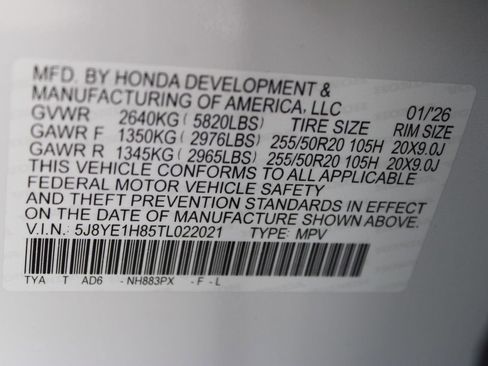 MFD. BY HONDA DEVELOPMENT &
MANUFACTURING OF AMERICA, LLC 01/'26
GVWR 2640KG ( 5820LBS) TIRE SIZE RIM SIZE
GAWR F 1350KG ( 2976LBS) 255/50R20 105H 20X9.0J
GAWR R 1345KG ( 2965LBS) 255/50R20 105H 20X9.0J
THIS VEHICLE CONFORMS TO ALL APPLICABLE
FEDERAL MOTOR VEHICLE SAFETY
AND THEFT PREVENTION STANDARDS IN EFFECT
ON THE DATE OF MANUFACTURE SHOWN ABOVE.
V.I.N.: 5J8YE1H85TL022021 TYPE: MPV
TYA T AD6 - NH883PX - F - L